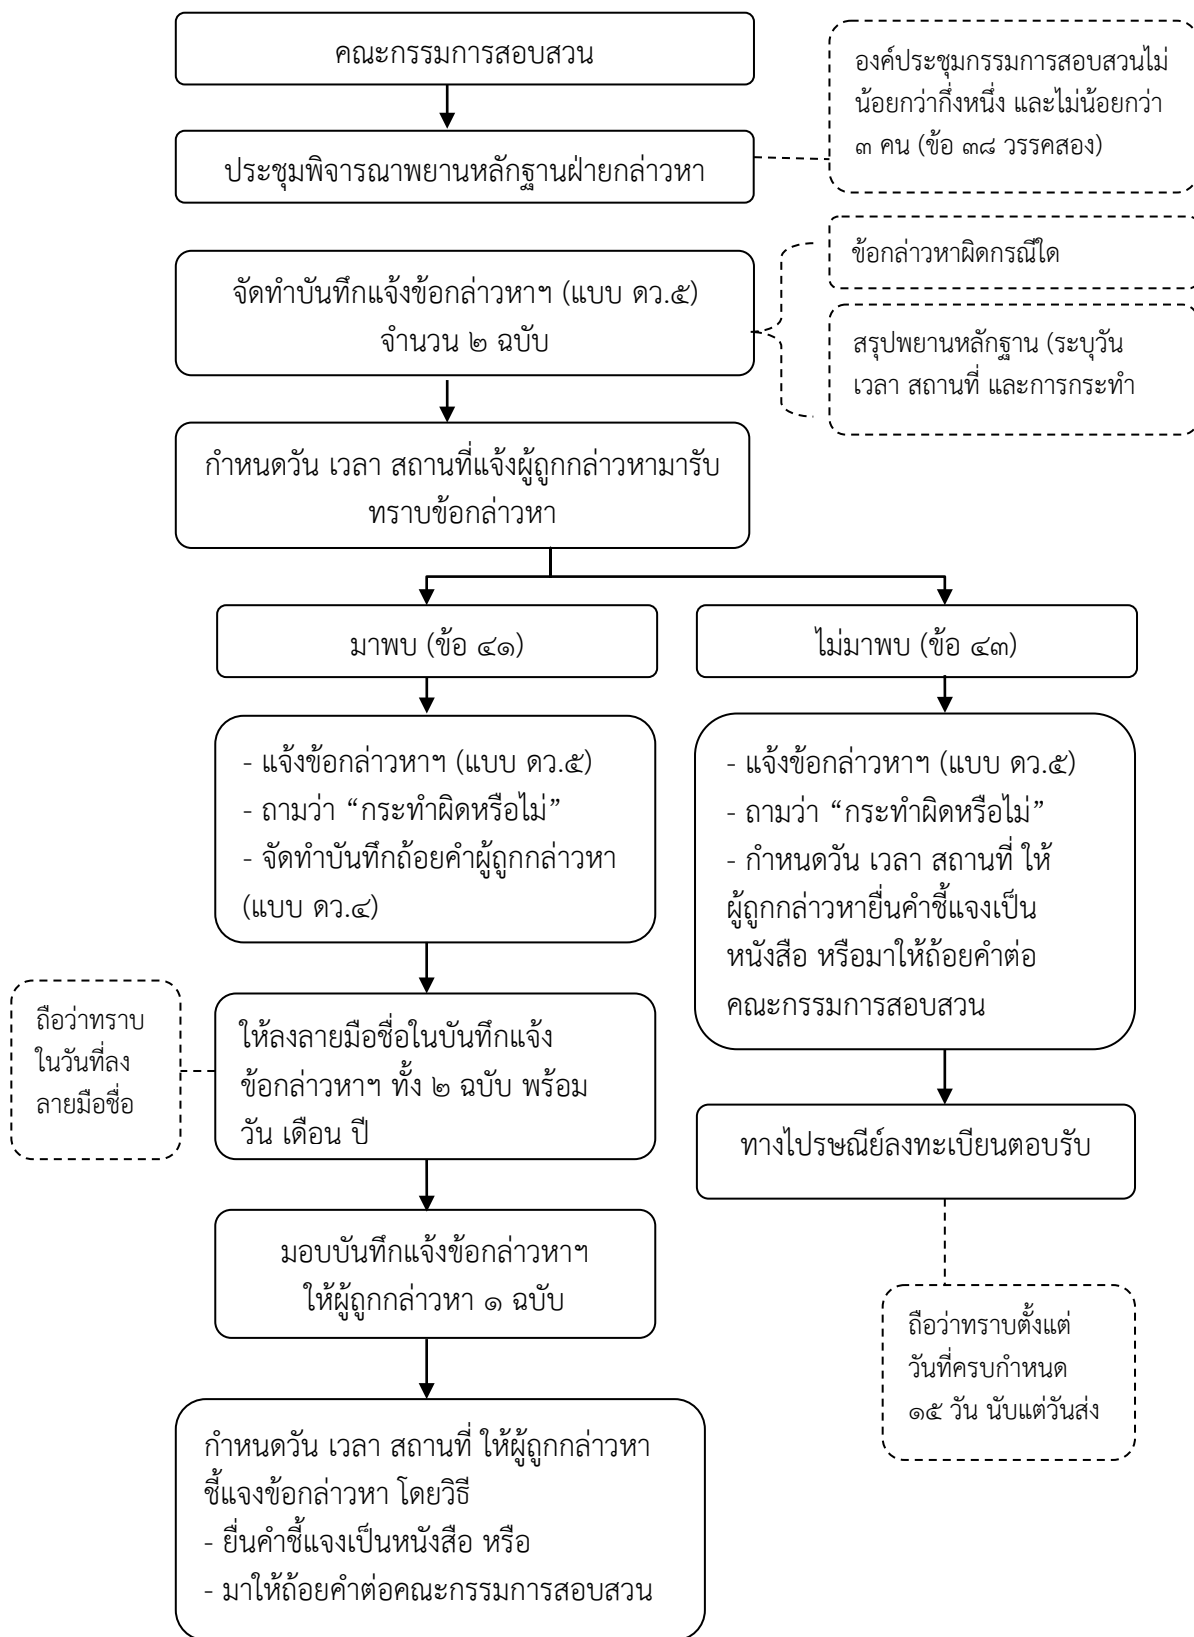 คณะกรรมการสอบสวน
องค์ประชุมกรรมการสอบสวนไม่
น้อยกว่ากึ่งหนึ่ง และไม่น้อยกว่า
๓ คน (ข้อ ๓๘ วรรคสอง)
ประชุมพิจารณาพยานหลักฐานฝ่ายกล่าวหา
จัดทำบันทึกแจ้งข้อกล่าวหาฯ (แบบ ดว.๕)
จำนวน ๒ ฉบับ
ข้อกล่าวหาผิดกรณีใด
สรุปพยานหลักฐาน (ระบุวัน
เวลา สถานที่ และการกระทำ
กำหนดวัน เวลา สถานที่แจ้งผู้ถูกกล่าวหามารับ
ทราบข้อกล่าวหา
มาพบ (ข้อ ๔๑)
- แจ้งข้อกล่าวหาฯ (แบบ ดว.๕)
- ถามว่า “กระทำผิดหรือไม่”
- จัดทำบันทึกถ้อยคำผู้ถูกกล่าวหา
(แบบ ดว.๔)
ให้ลงลายมือชื่อในบันทึกแจ้ง
ข้อกล่าวหาฯ ทั้ง ๒ ฉบับ พร้อม
วัน เดือน ปี
ถือว่าทราบ
ในวันที่ลง
ลายมือชื่อ
มอบบันทึกแจ้งข้อกล่าวหาฯ
ให้ผู้ถูกกล่าวหา ๑ ฉบับ
กำหนดวัน เวลา สถานที่ ให้ผู้ถูกกล่าวหา
ชี้แจงข้อกล่าวหา โดยวิธี
- ยื่นคำชี้แจงเป็นหนังสือ หรือ
- มาให้ถ้อยคำต่อคณะกรรมการสอบสวน
ไม่มาพบ (ข้อ ๔๓)
- แจ้งข้อกล่าวหาฯ (แบบ ดว.๕)
- ถามว่า “กระทำผิดหรือไม่”
- กำหนดวัน เวลา สถานที่ ให้
ผู้ถูกกล่าวหายื่นคำชี้แจงเป็น
หนังสือ หรือมาให้ถ้อยคำต่อ
คณะกรรมการสอบสวน
ทางไปรษณีย์ลงทะเบียนตอบรับ
ถือว่าทราบตั้งแต่
วันที่ครบกำหนด
๑๕ วัน นับแต่วันส่ง